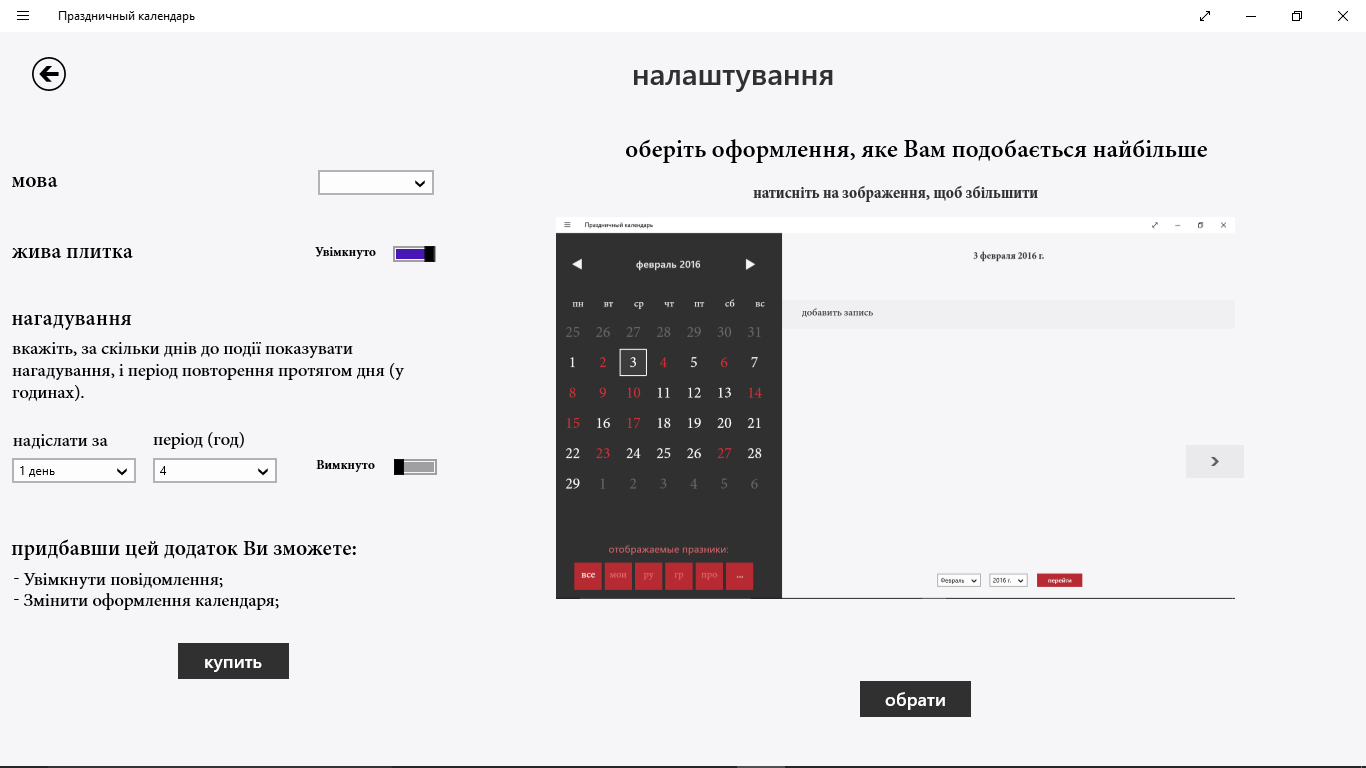 Праздничный календарь
налаштування
мова
жива плитка
Увімкнуто
нагадування
вкажіть, за скільки днів до події показувати
нагадування, і період повторення протягом дня (у
годинах).
надіслати за
період (год)
1 день
4
Вимкнуто
придбавши цей додаток Ви зможете:
- Увімкнути повідомлення;
- Змінити оформлення календаря;
купить
оберіть оформлення, яке Вам подобається найбільше
натисніть на зображення, щоб збільшити
Праздничный календарь
февраль 2016
пн вт ср чт пт сб вс
25 26 27 28 29 30 31
1 2 3 4 5 6 7
8 9 10 11 12 13 14
15 16 17 18 19 20 21
22 23 24 25 26 27 28
29 1 2 3 4 5 6
отображаемые празники:
все мои ру гр про ...
3 февраля 2016 г.
добавить запись
Февраль 2016 г. перейти
обрати